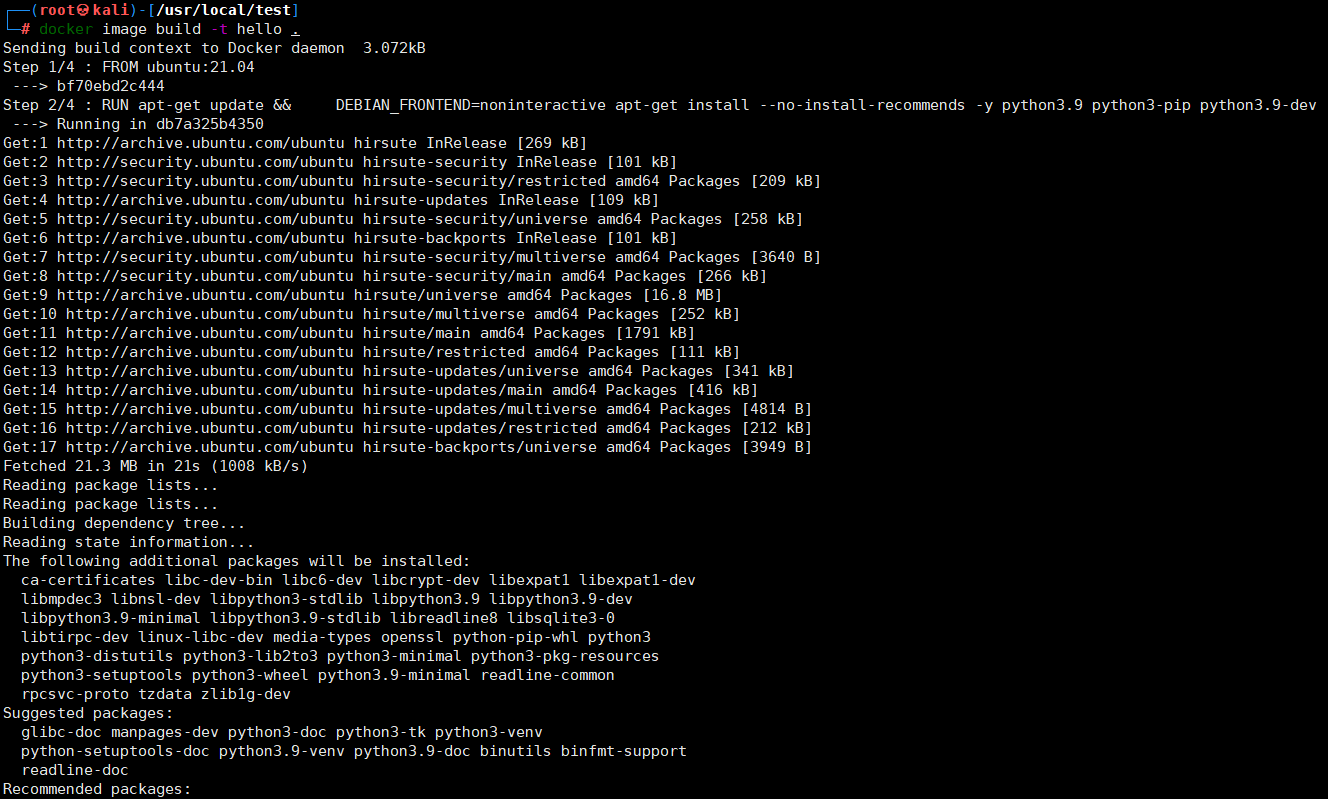 ┌──(root💀kali)-[/usr/local/test]
└─# docker image build -t hello .
Sending build context to Docker daemon  3.072kB
Step 1/4 : FROM ubuntu:21.04
 ---> bf70ebd2c444
Step 2/4 : RUN apt-get update &&     DEBIAN_FRONTEND=noninteractive apt-get install --no-install-recommends -y python3.9 python3-pip python3.9-dev
 ---> Running in db7a325b4350
Get:1 http://archive.ubuntu.com/ubuntu hirsute InRelease [269 kB]
Get:2 http://security.ubuntu.com/ubuntu hirsute-security InRelease [101 kB]
Get:3 http://security.ubuntu.com/ubuntu hirsute-security/restricted amd64 Packages [209 kB]
Get:4 http://archive.ubuntu.com/ubuntu hirsute-updates InRelease [109 kB]
Get:5 http://security.ubuntu.com/ubuntu hirsute-security/universe amd64 Packages [258 kB]
Get:6 http://archive.ubuntu.com/ubuntu hirsute-backports InRelease [101 kB]
Get:7 http://security.ubuntu.com/ubuntu hirsute-security/multiverse amd64 Packages [3640 B]
Get:8 http://security.ubuntu.com/ubuntu hirsute-security/main amd64 Packages [266 kB]
Get:9 http://archive.ubuntu.com/ubuntu hirsute/universe amd64 Packages [16.8 MB]
Get:10 http://archive.ubuntu.com/ubuntu hirsute/multiverse amd64 Packages [252 kB]
Get:11 http://archive.ubuntu.com/ubuntu hirsute/main amd64 Packages [1791 kB]
Get:12 http://archive.ubuntu.com/ubuntu hirsute/restricted amd64 Packages [111 kB]
Get:13 http://archive.ubuntu.com/ubuntu hirsute-updates/universe amd64 Packages [341 kB]
Get:14 http://archive.ubuntu.com/ubuntu hirsute-updates/main amd64 Packages [416 kB]
Get:15 http://archive.ubuntu.com/ubuntu hirsute-updates/multiverse amd64 Packages [4814 B]
Get:16 http://archive.ubuntu.com/ubuntu hirsute-updates/restricted amd64 Packages [212 kB]
Get:17 http://archive.ubuntu.com/ubuntu hirsute-backports/universe amd64 Packages [3949 B]
Fetched 21.3 MB in 21s (1008 kB/s)
Reading package lists...
Reading package lists...
Building dependency tree...
Reading state information...
The following additional packages will be installed:
  ca-certificates libc-dev-bin libc6-dev libcrypt-dev libexpat1 libexpat1-dev
  libmpdec3 libnsl-dev libpython3-stdlib libpython3.9 libpython3.9-dev
  libpython3.9-minimal libpython3.9-stdlib libreadline8 libsqlite3-0
  libtirpc-dev linux-libc-dev media-types openssl python-pip-whl python3
  python3-distutils python3-lib2to3 python3-minimal python3-pkg-resources
  python3-setuptools python3-wheel python3.9-minimal readline-common
  rpcsvc-proto tzdata zlib1g-dev
Suggested packages:
  glibc-doc manpages-dev python3-doc python3-tk python3-venv
  python-setuptools-doc python3.9-venv python3.9-doc binutils binfmt-support
  readline-doc
Recommended packages: